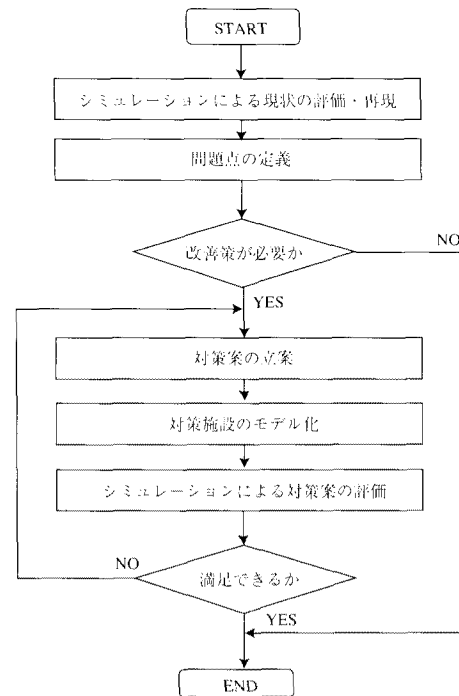 START
シミュレーションによる現状の評価・再現
問題点の定義
改善策が必要か
NO
YES
対策案の立案
対策施設のモデル化
シミュレーションによる対策案の評価
満足できるか
NO
YES
END